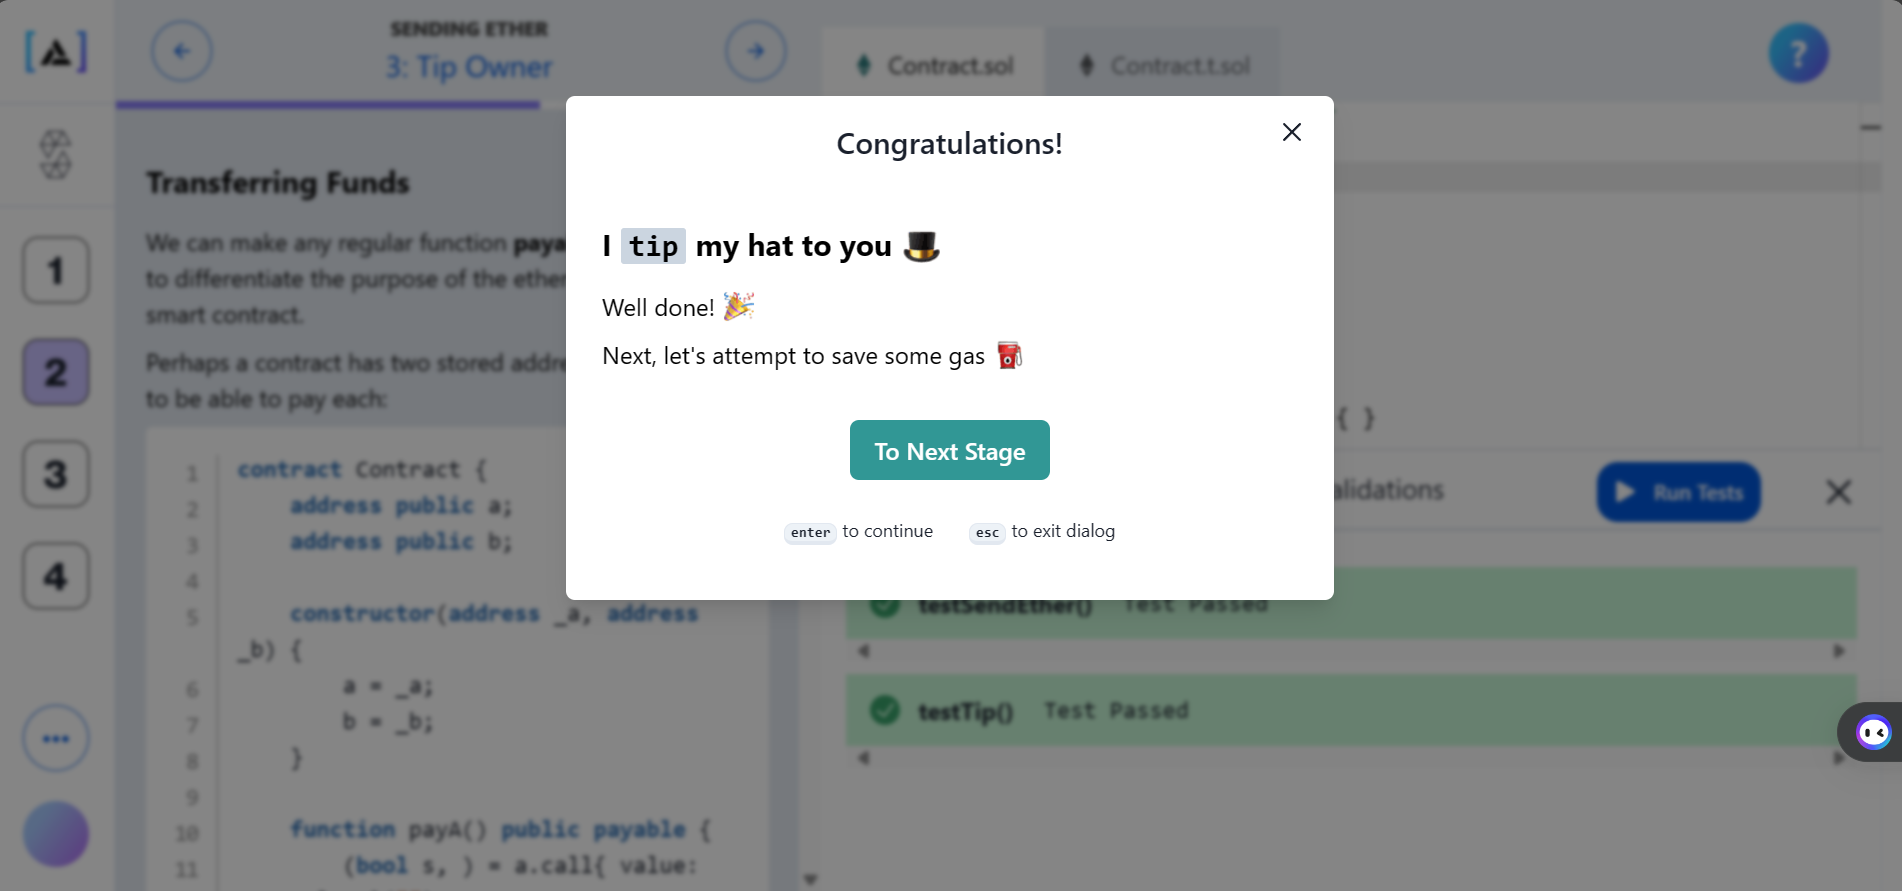 SENDING ETHER
3: Tip Owner
Contract.sol
Contract.t.sol
?
1
2
3
4
Transferring Funds
We can make any regular function paya
to differentiate the purpose of the ether
smart contract.
Perhaps a contract has two stored addre
to be able to pay each:
1 contract Contract {
2 address public a;
3 address public b;
4
5 constructor(address _a, address
_b) {
6 a = _a;
7 b = _b;
8 }
9
10 function payA() public payable {
11 (bool s, ) = a.call{ value:
Congratulations!
I tip my hat to you
Well done!
Next, let's attempt to save some gas
To Next Stage
enter to continue esc to exit dialog
{ }
alidations
Run Tests
testSendEther() Test Passed
testTip() Test Passed